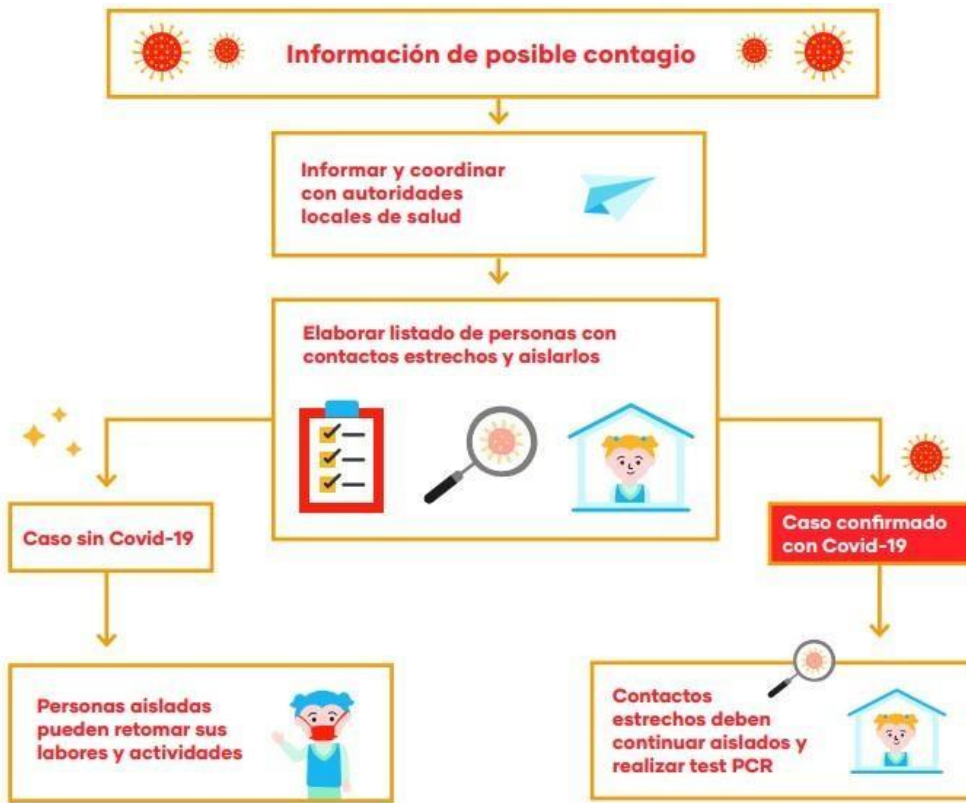 Información de posible contagio
Informar y coordinar
con autoridades
locales de salud
Elaborar listado de personas con
contactos estrechos y aislarlos
Caso sin Covid-19
Caso confirmado
con Covid-19
Personas aisladas
pueden retomar sus
labores y actividades
Contactos
estrechos deben
continuar aislados y
realizar test PCR